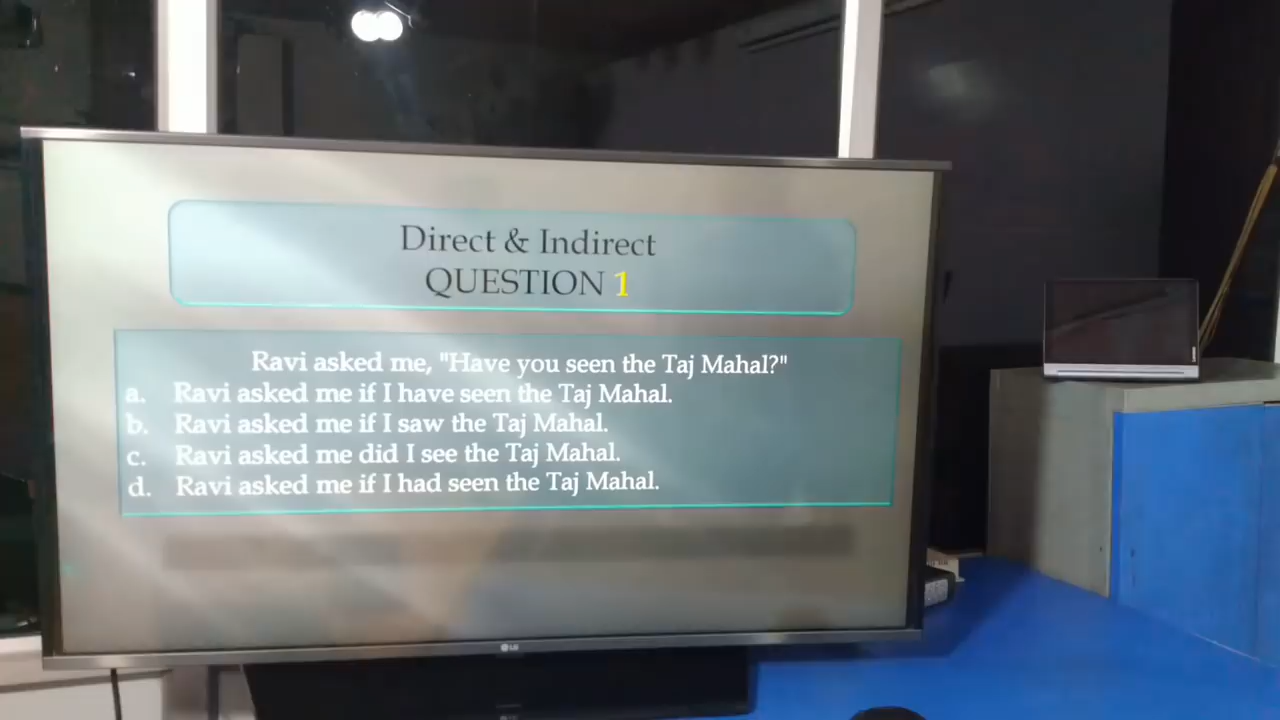 Direct & Indirect
QUESTION 1
Ravi asked me, "Have you seen the Taj Mahal?"
a. Ravi asked me if I have seen the Taj Mahal.
b. Ravi asked me if I saw the Taj Mahal.
c. Ravi asked me did I see the Taj Mahal.
d. Ravi asked me if I had seen the Taj Mahal.
LG